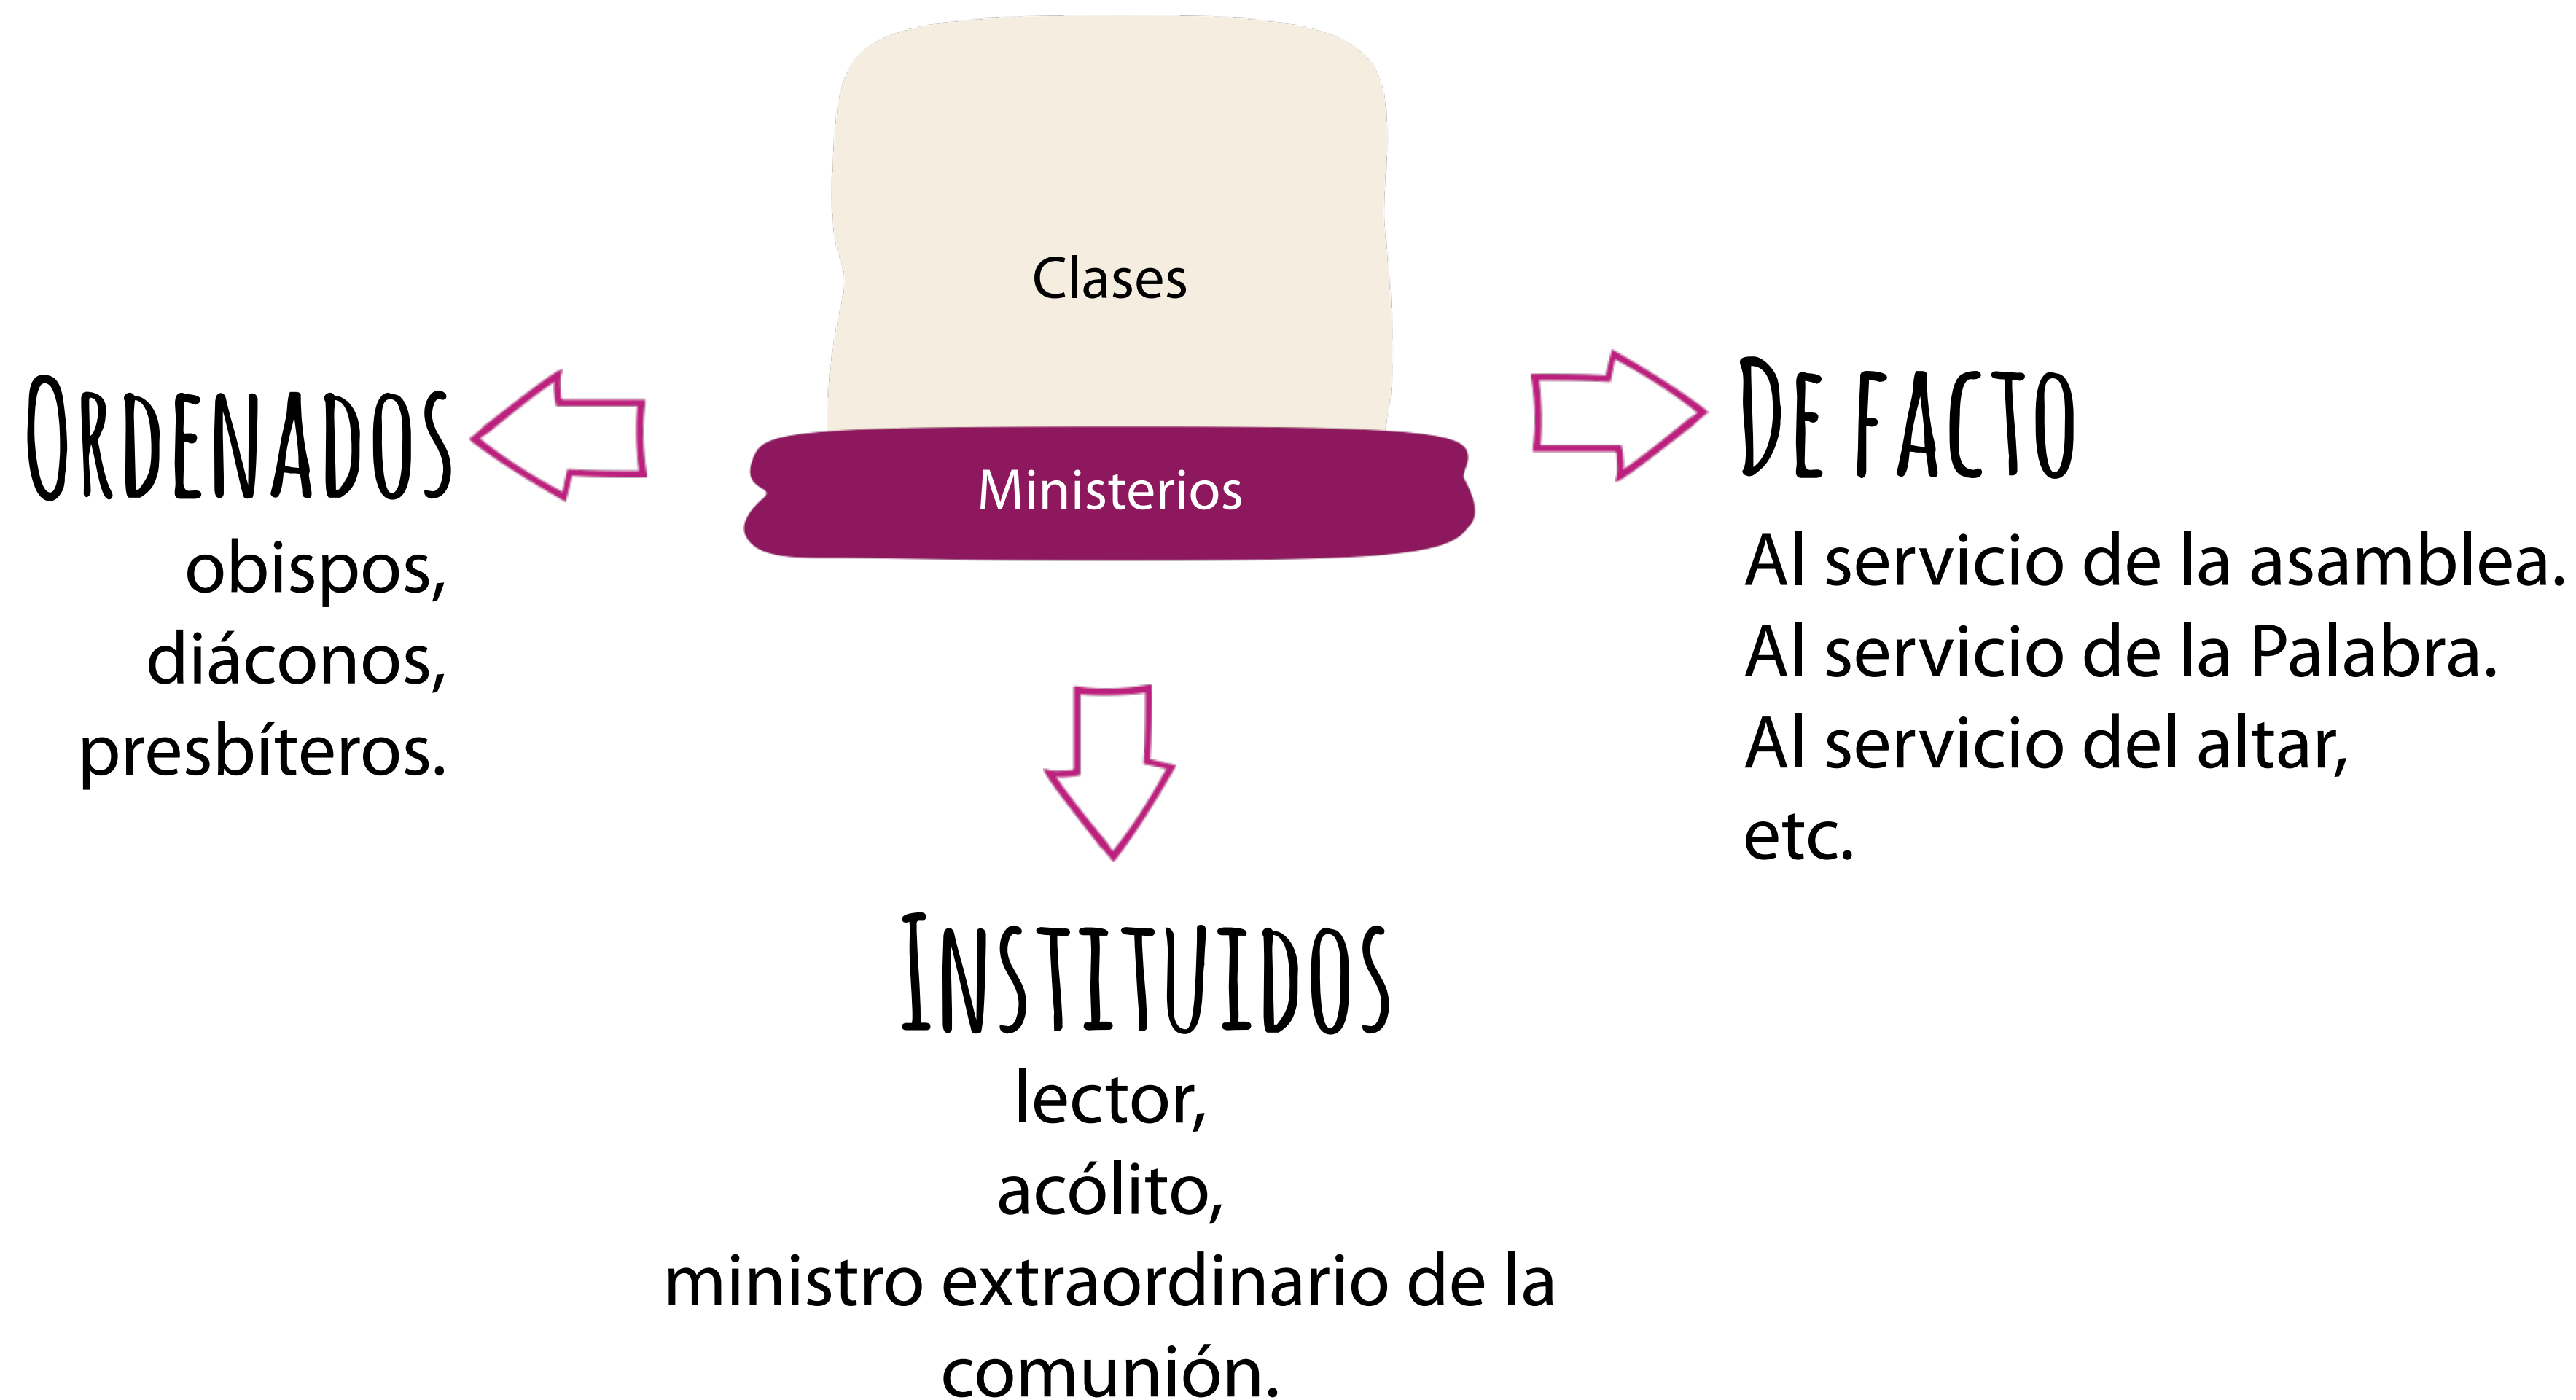 Clases
Ministerios
Ordenados
obispos,
diáconos,
presbíteros.
De facto
Al servicio de la asamblea.
Al servicio de la Palabra.
Al servicio del altar,
etc.
Instituidos
lector,
acólito,
ministro extraordinario de la
comunión.